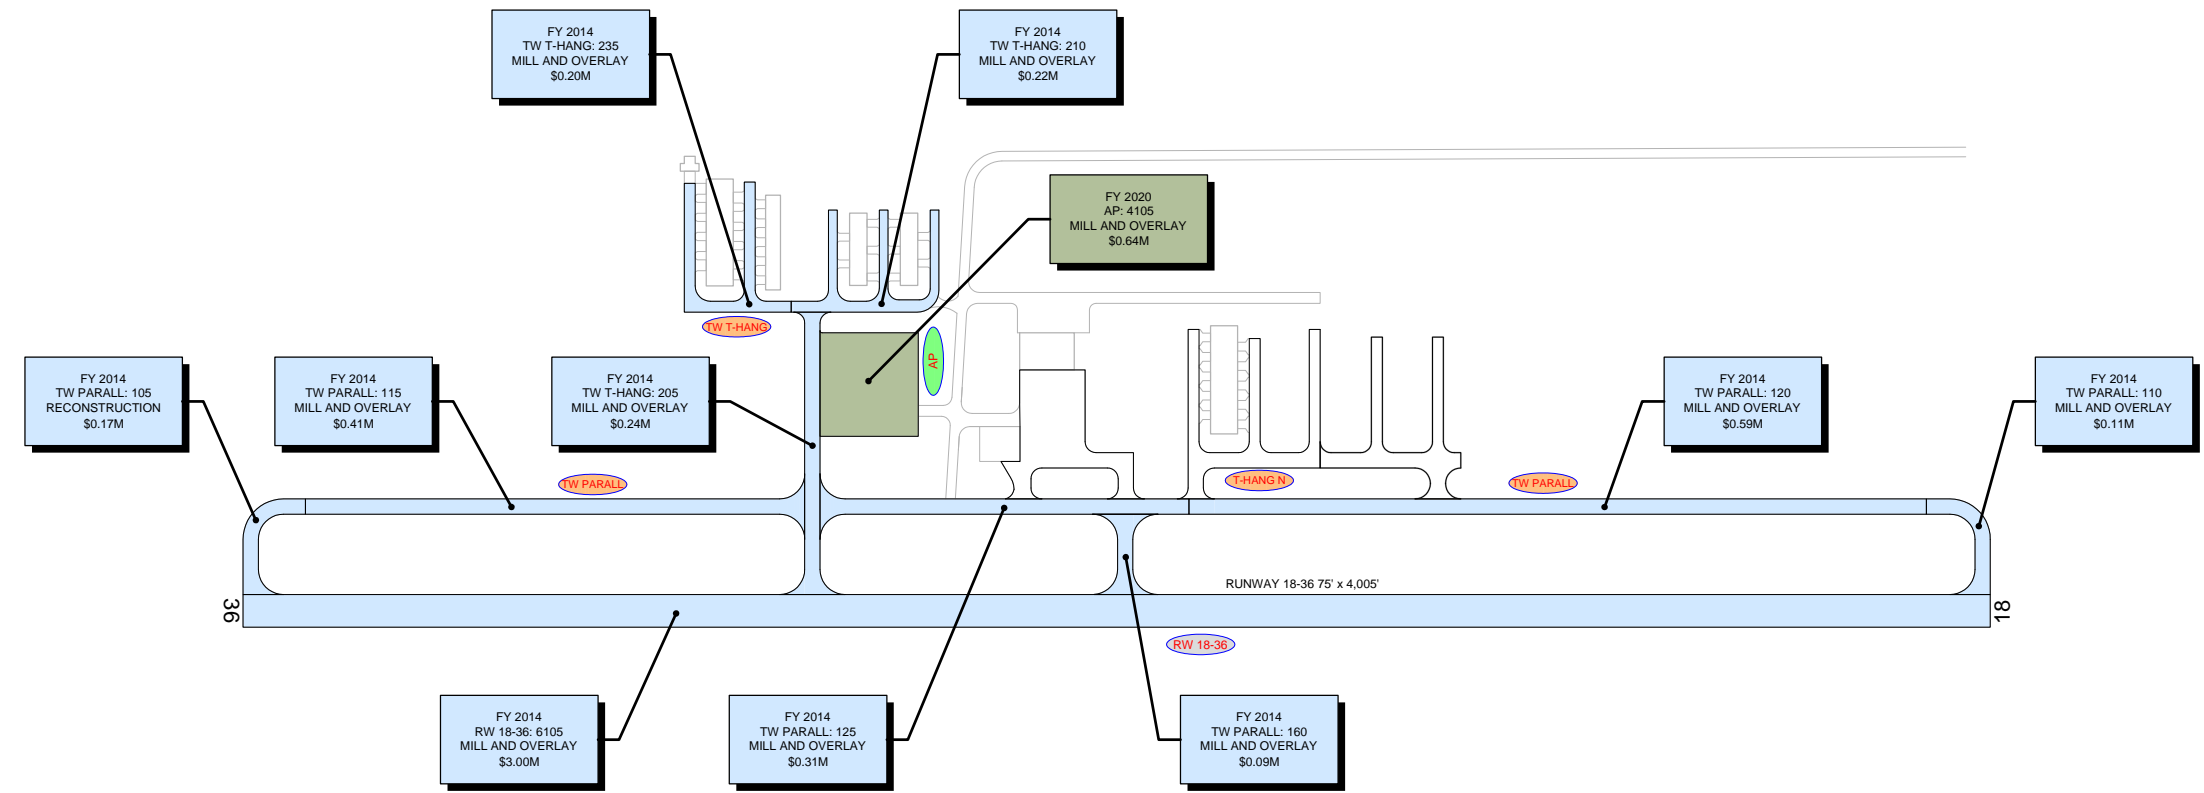 FY 2014
TW T-HANG: 235
MILL AND OVERLAY
$0.20M
FY 2014
TW T-HANG: 210
MILL AND OVERLAY
$0.22M
FY 2020
AP: 4105
MILL AND OVERLAY
$0.64M
TW T-HANG
AP
FY 2014
TW PARALL: 105
RECONSTRUCTION
$0.17M
FY 2014
TW PARALL: 115
MILL AND OVERLAY
$0.41M
FY 2014
TW T-HANG: 205
MILL AND OVERLAY
$0.24M
FY 2014
TW PARALL: 120
MILL AND OVERLAY
$0.59M
FY 2014
TW PARALL: 110
MILL AND OVERLAY
$0.11M
TW PARALL
T-HANG N
TW PARALL
RUNWAY 18-36 75' x 4,005'
36
18
RW 18-36
FY 2014
RW 18-36: 6105
MILL AND OVERLAY
$3.00M
FY 2014
TW PARALL: 125
MILL AND OVERLAY
$0.31M
FY 2014
TW PARALL: 160
MILL AND OVERLAY
$0.09M